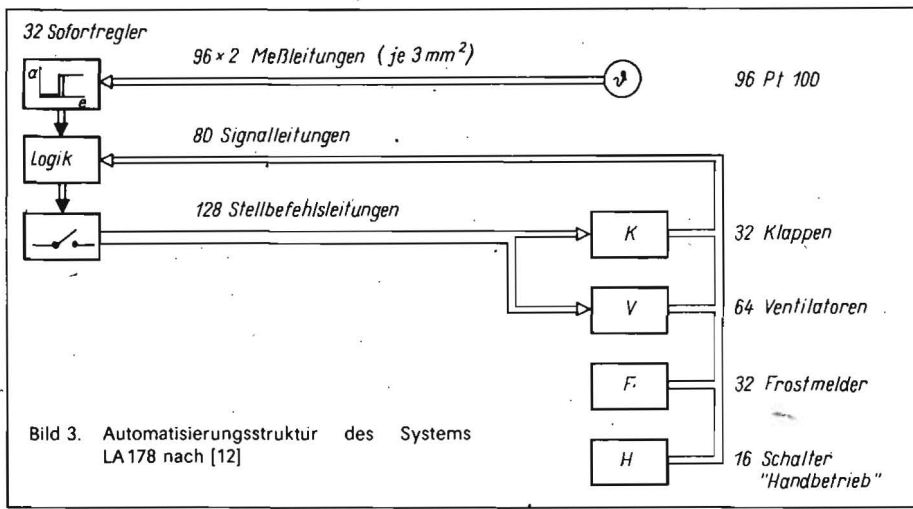 32 Sofortregler
96 × 2 Meßleitungen (je 3 mm²)
a
e
ϑ
96 Pt 100
80 Signalleitungen
Logik
128 Stellbefehlsleitungen
K
32 Klappen
V
64 Ventilatoren
F
32 Frostmelder
H
16 Schalter
"Handbetrieb"
Bild 3. Automatisierungsstruktur des Systems
LA 178 nach [12]